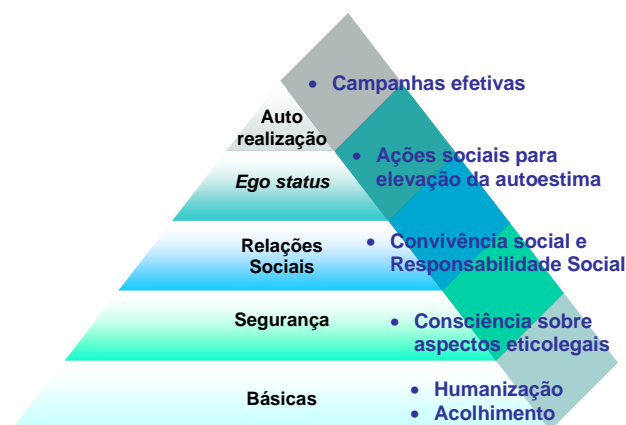 • Campanhas efetivas
Auto
realização
• Ações sociais para
elevação da autoestima
Ego status
• Convivência social e
Responsabilidade Social
Relações
Sociais
• Consciência sobre
aspectos eticolegais
Segurança
• Humanização
• Acolhimento
Básicas